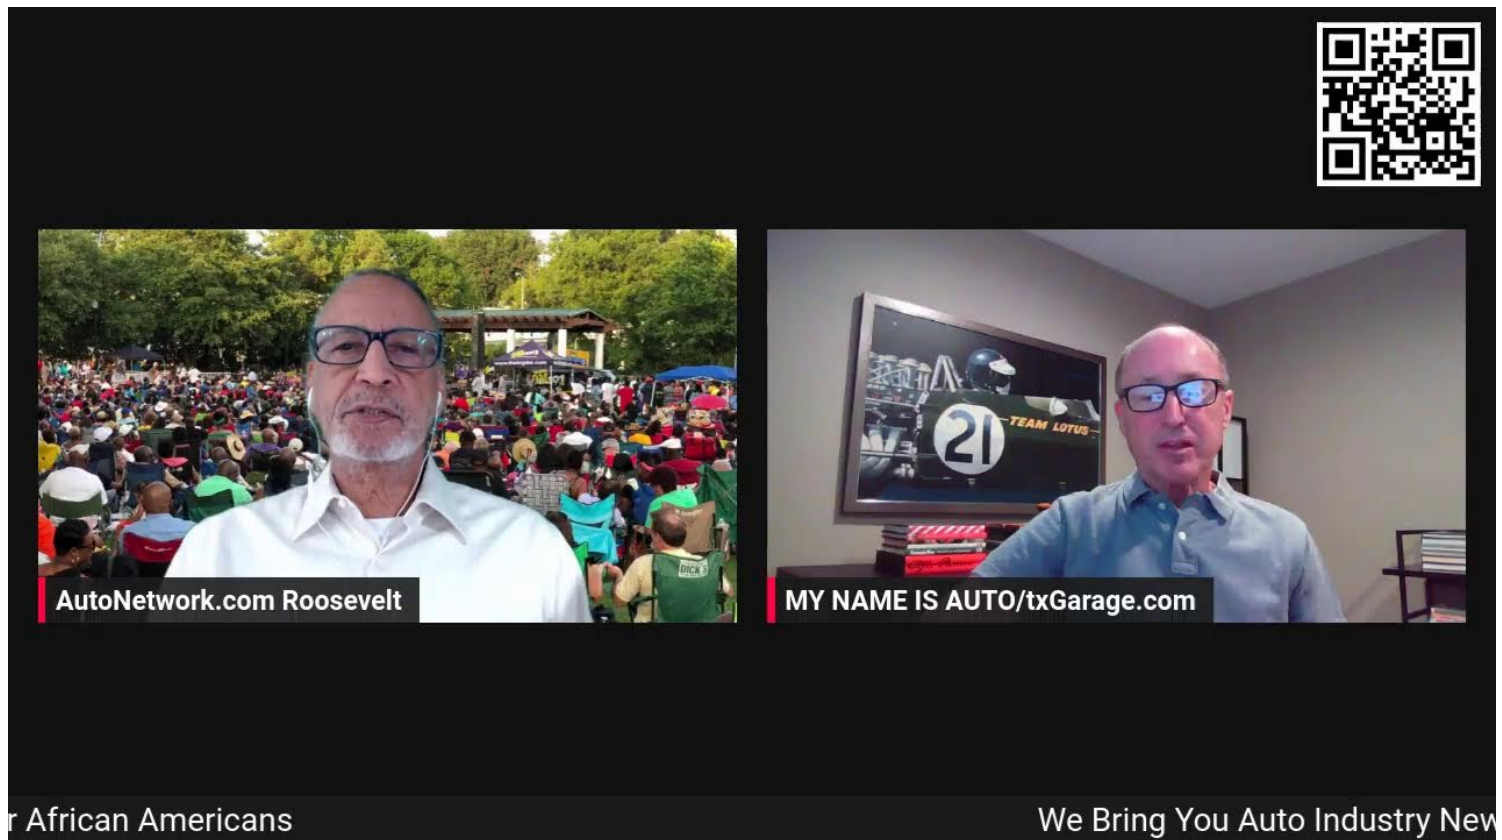 21 TEAM LOTUS
DICK'S
AutoNetwork.com Roosevelt
MY NAME IS AUTO/txGarage.com
r African Americans
We Bring You Auto Industry New